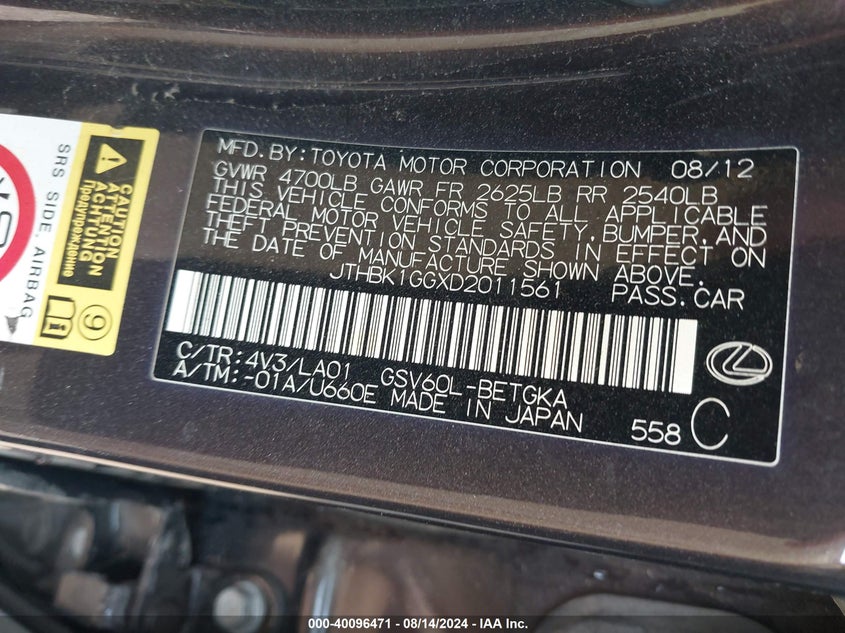 MFD.BY:TOYOTA MOTOR CORPORATION 08/12
GVWR 4700LB GAWR FR 2625LB RR 2540LB
THIS VEHICLE CONFORMS TO ALL APPLICABLE
FEDERAL MOTOR VEHICLE SAFETY,BUMPER,AND
THEFT PREVENTION STANDARDS IN EFFECT ON
THE DATE OF MANUFACTURE SHOWN ABOVE.
JTHBK1GGXD2011561 PASS.CAR
C/TR:4V3/LA01 GSV60L-BETGKA
A/TM:-01A/U660E MADE IN JAPAN
558 C
SRS SIDE AIRBAG
CAUTION
ATTENTION
ACHTUNG
Предупреждение
9
000-40096471 - 08/14/2024 - IAA Inc.